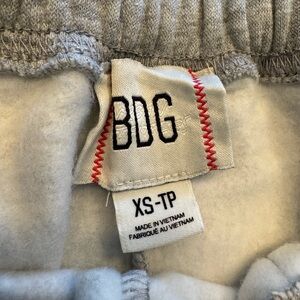 BDG
XS-TP
MADE IN VIETNAM
FABRIQUÉ AU VIETNAM